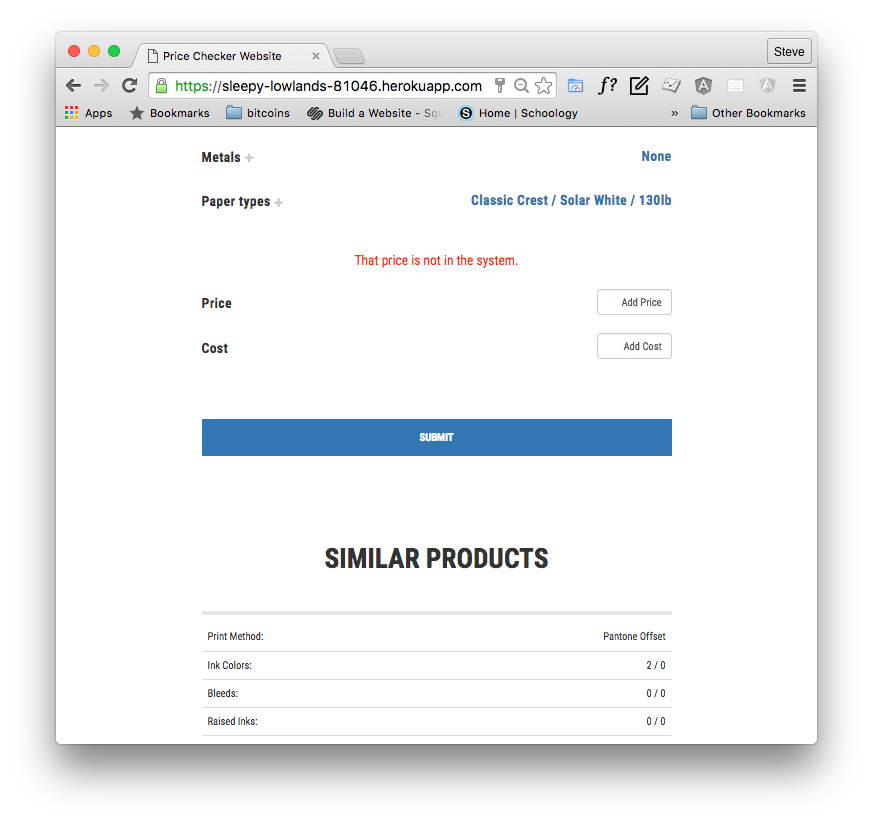 Price Checker Website
Steve
https://sleepy-lowlands-81046.herokuapp.com
f?
Apps Bookmarks bitcoins Build a Website - Squ Home | Schoology » Other Bookmarks
Metals + None
Paper types + Classic Crest / Solar White / 130lb
That price is not in the system.
Price Add Price
Cost Add Cost
SUBMIT
SIMILAR PRODUCTS
Print Method: Pantone Offset
Ink Colors: 2 / 0
Bleeds: 0 / 0
Raised Inks: 0 / 0